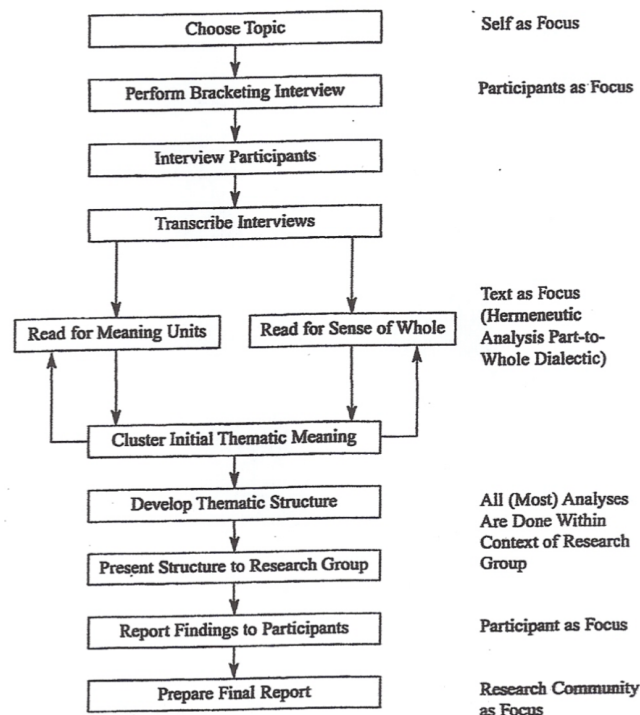 Choose Topic
Self as Focus
Perform Bracketing Interview
Participants as Focus
Interview Participants
Transcribe Interviews
Read for Meaning Units
Read for Sense of Whole
Text as Focus
(Hermeneutic
Analysis Part-to-
Whole Dialectic)
Cluster Initial Thematic Meaning
Develop Thematic Structure
All (Most) Analyses
Are Done Within
Context of Research
Group
Present Structure to Research Group
Report Findings to Participants
Participant as Focus
Prepare Final Report
Research Community
as Focus